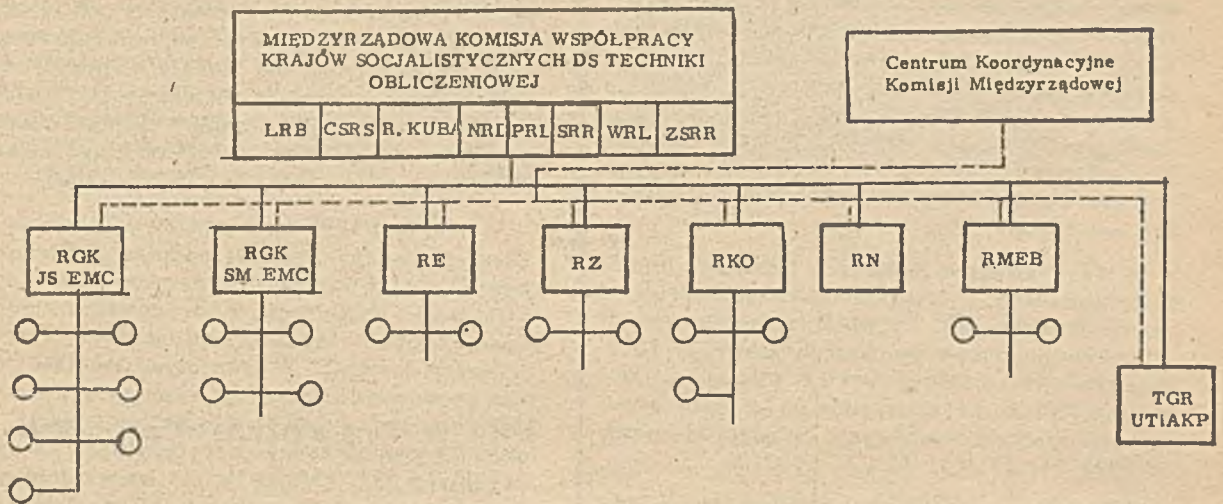 MIĘDZYRZĄDOWA KOMISJA WSPÓŁPRACY
KRAJÓW SOCJALISTYCZNYCH DS TECHNIKI
OBLICZENIOWEJ
LRB CSRS R. KUBA NRD PRL SRR WRL ZSRR
Centrum Koordynacyjne
Komisji Międzyrządowej
RGK
JS EMC
RGK
SM EMC
RE
RZ
RKO
RN
RMEB
TGR
UTiAKP